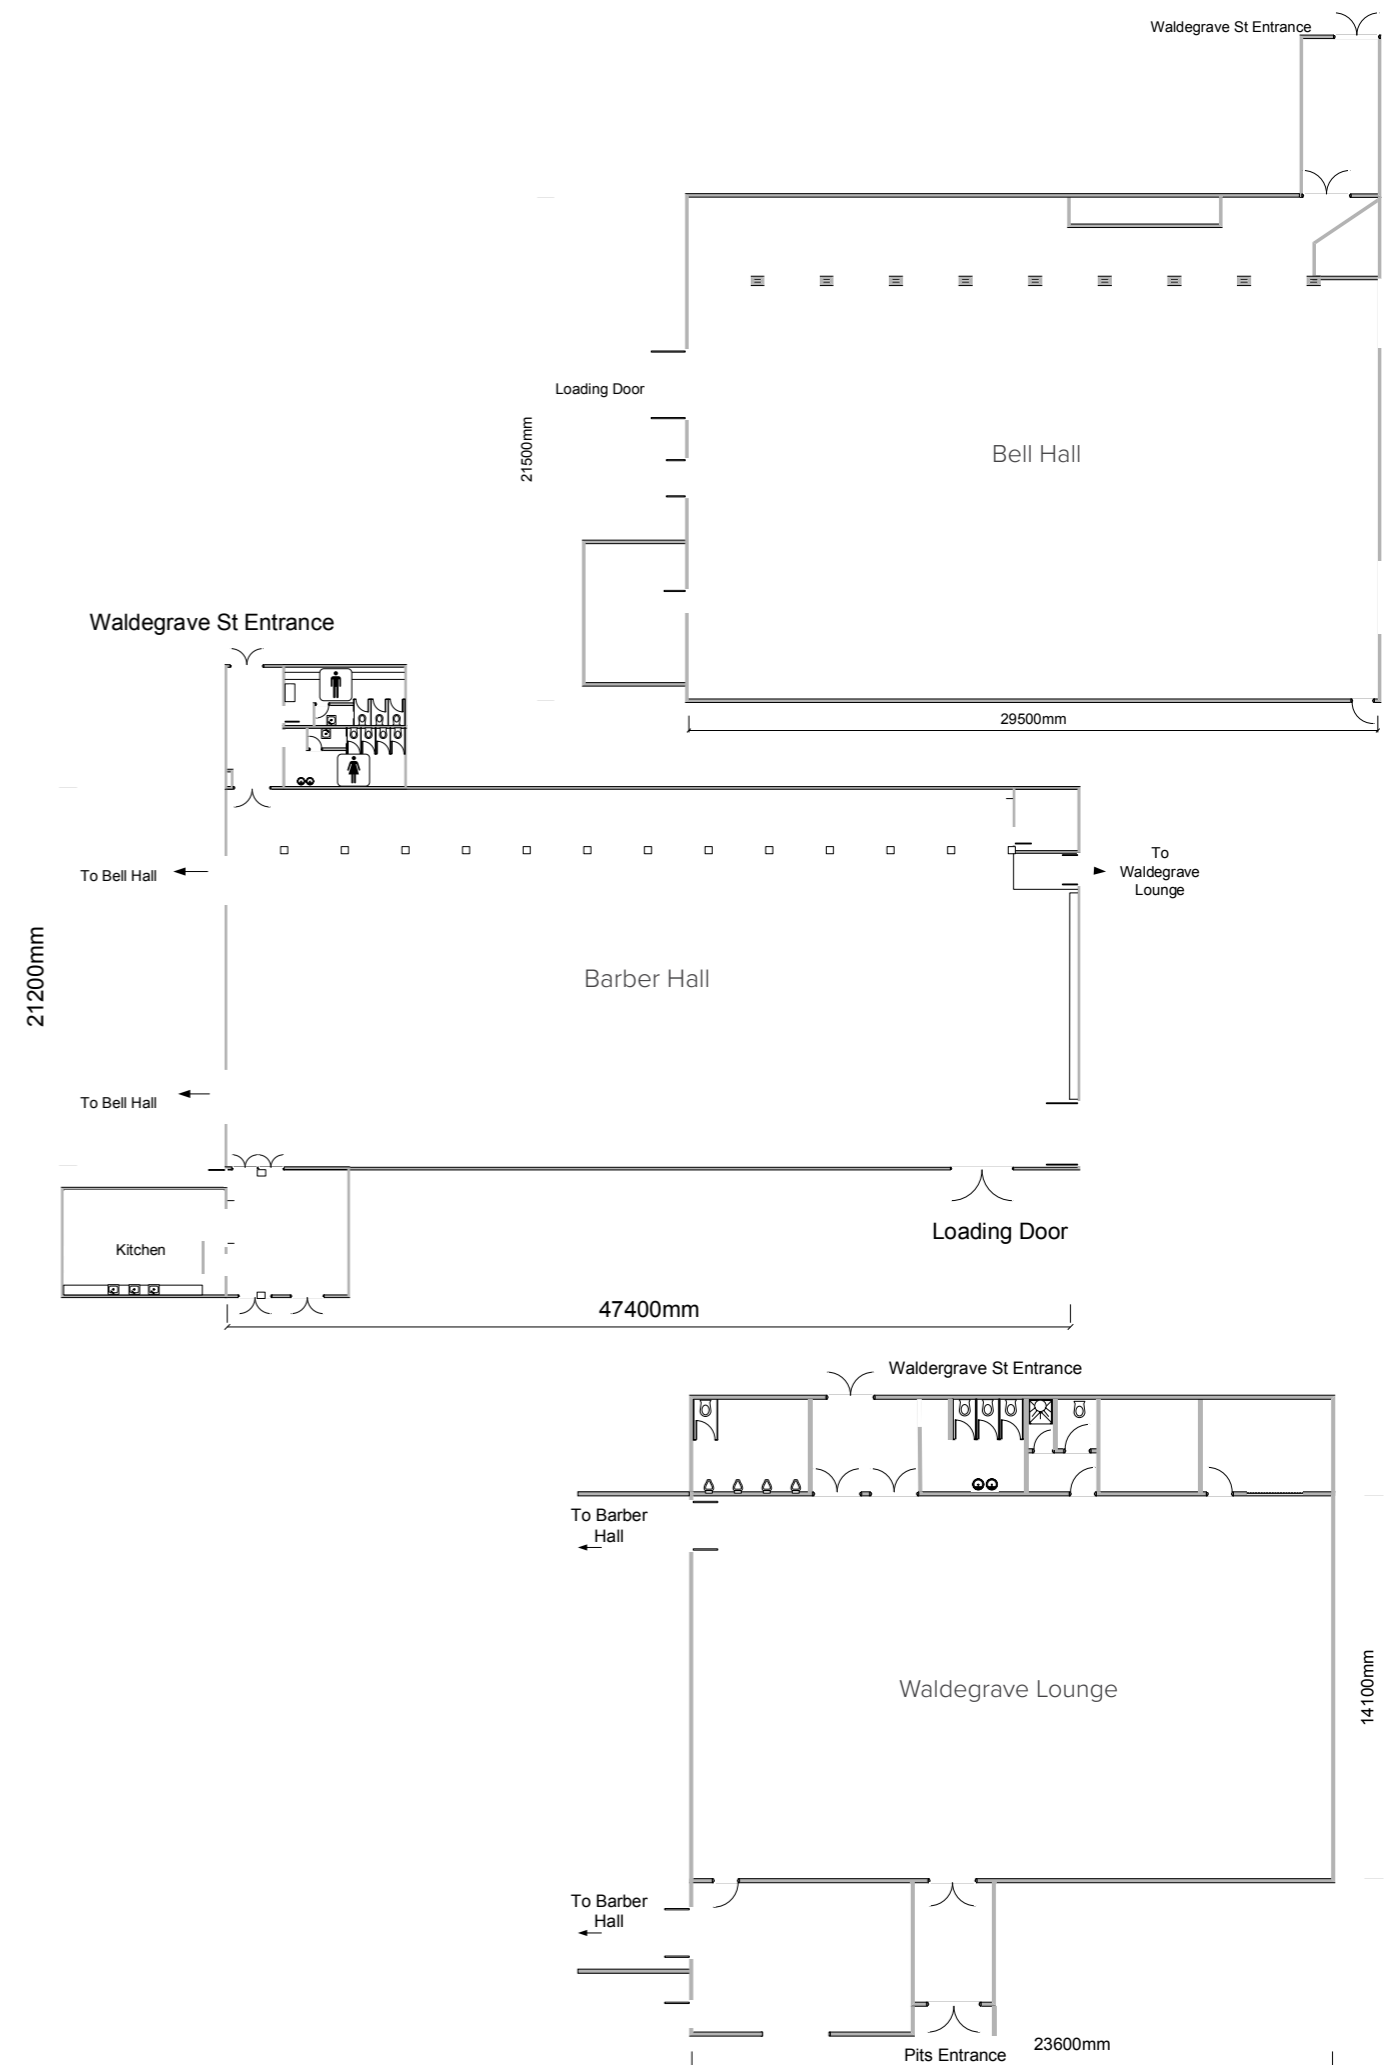 Waldegrave St Entrance
Loading Door
21500mm
Bell Hall
29500mm
Waldegrave St Entrance
To Bell Hall
To
Waldegrave
Lounge
21200mm
Barber Hall
To Bell Hall
Loading Door
Kitchen
47400mm
Waldergrave St Entrance
To Barber
Hall
Waldegrave Lounge
14100mm
To Barber
Hall
23600mm
Pits Entrance